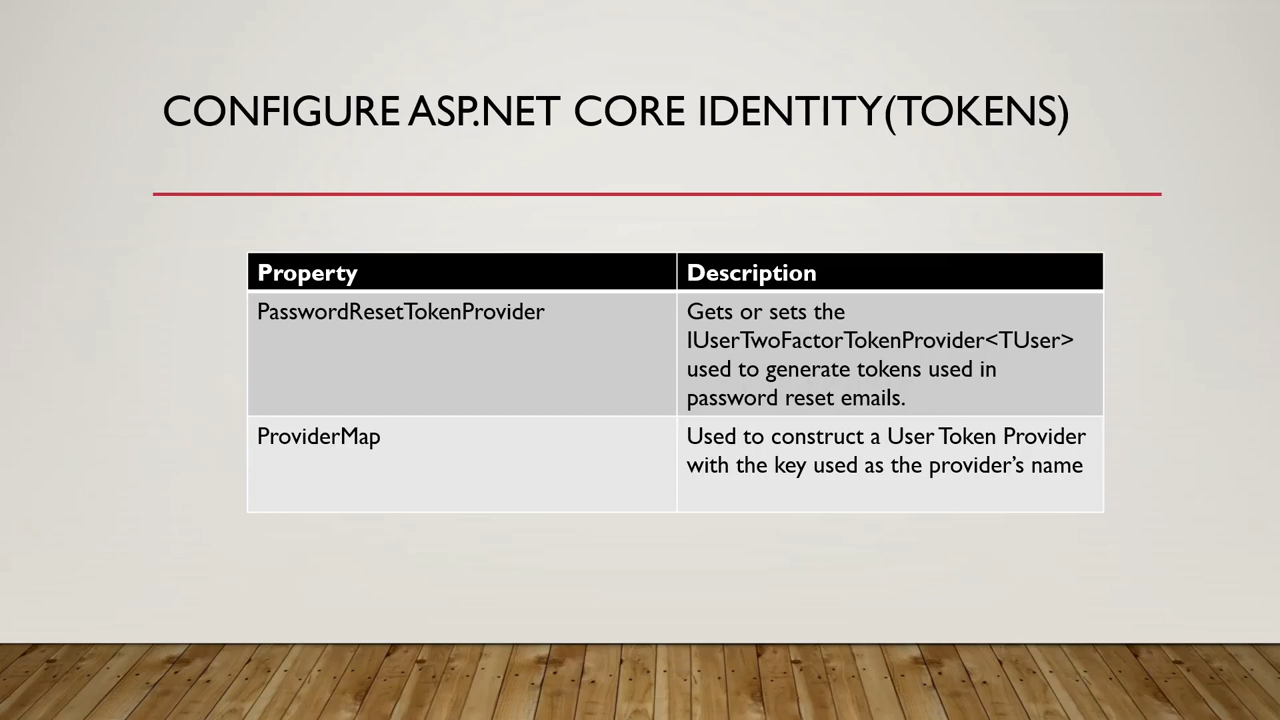 CONFIGURE ASP.NET CORE IDENTITY(TOKENS)
Property
Description
PasswordResetTokenProvider
Gets or sets the
IUserTwoFactorTokenProvider<TUser>
used to generate tokens used in
password reset emails.
ProviderMap
Used to construct a User Token Provider
with the key used as the provider’s name